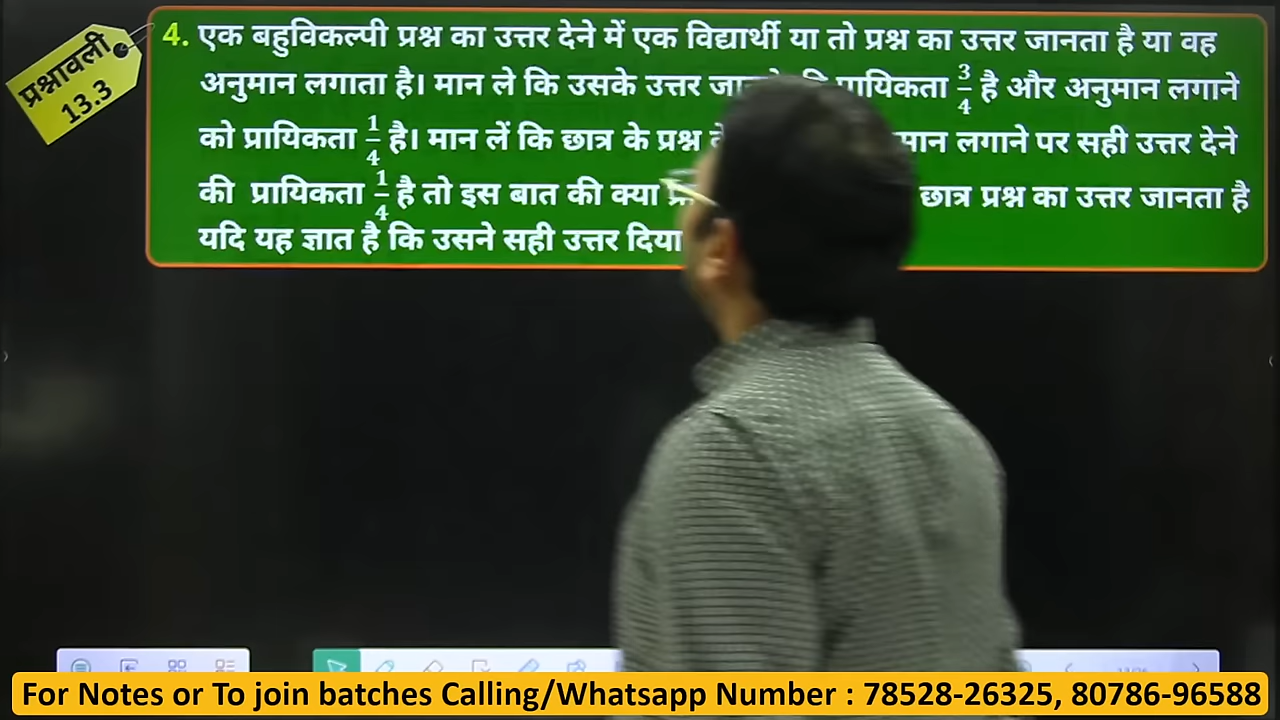 प्रश्नावली
13.3
4. एक बहुविकल्पी प्रश्न का उत्तर देने में एक विद्यार्थी या तो प्रश्न का उत्तर जानता है या वह
अनुमान लगाता है। मान ले कि उसके उत्तर 3/4 है और अनुमान लगाने
को प्रायिकता 1/4 है। मान लें कि छात्र के प्रश्न लगाने पर सही उत्तर देने
की प्रायिकता 1/4 है तो इस बात की क्या छात्र प्रश्न का उत्तर जानता है
यदि यह ज्ञात है कि उसने सही उत्तर दिया
For Notes or To join batches Calling/Whatsapp Number : 78528-26325, 80786-96588